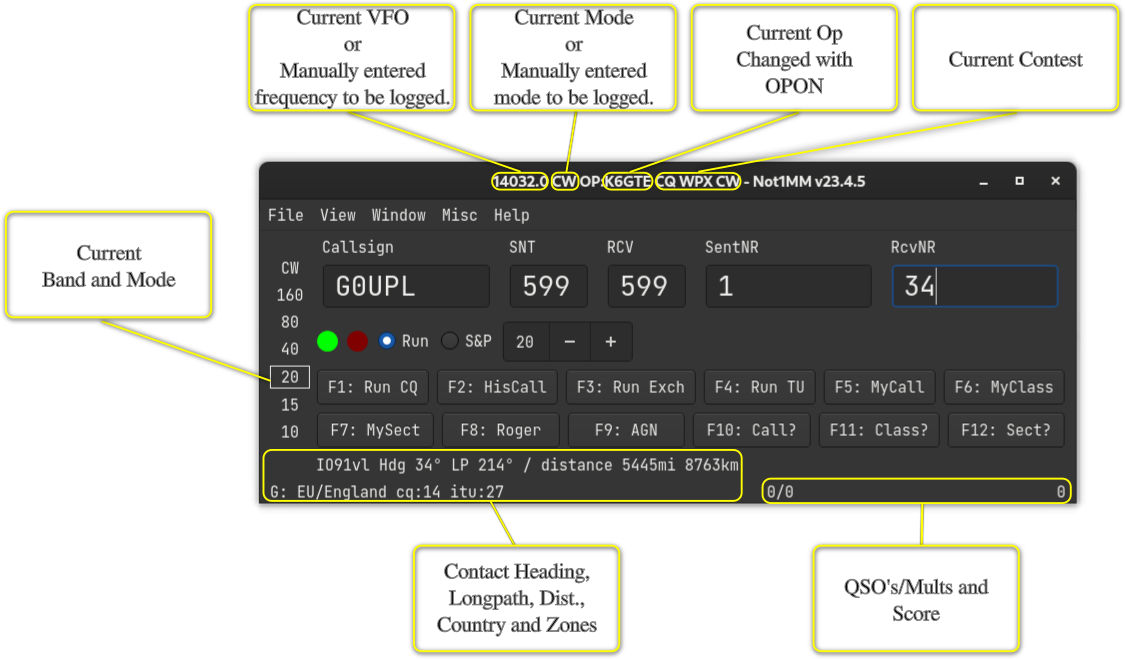 Current VFO
or
Manually entered
frequency to be logged.
Current Mode
or
Manually entered
mode to be logged.
Current Op
Changed with
OPON
Current Contest
14032.0 CW OP:K6GTE CQ WPX CW - Not1MM v23.4.5
File View Window Misc Help
Current
Band and Mode
Callsign SNT RCV SentNR RcvNR
CW
160
80
40
20
15
10
G0UPL 599 599 1 34
Run S&P 20 − +
F1: Run CQ F2: HisCall F3: Run Exch F4: Run TU F5: MyCall F6: MyClass
F7: MySect F8: Roger F9: AGN F10: Call? F11: Class? F12: Sect?
IO91vl Hdg 34° LP 214° / distance 5445mi 8763km
G: EU/England cq:14 itu:27
0/0 0
Contact Heading,
Longpath, Dist.,
Country and Zones
QSO's/Mults and
Score